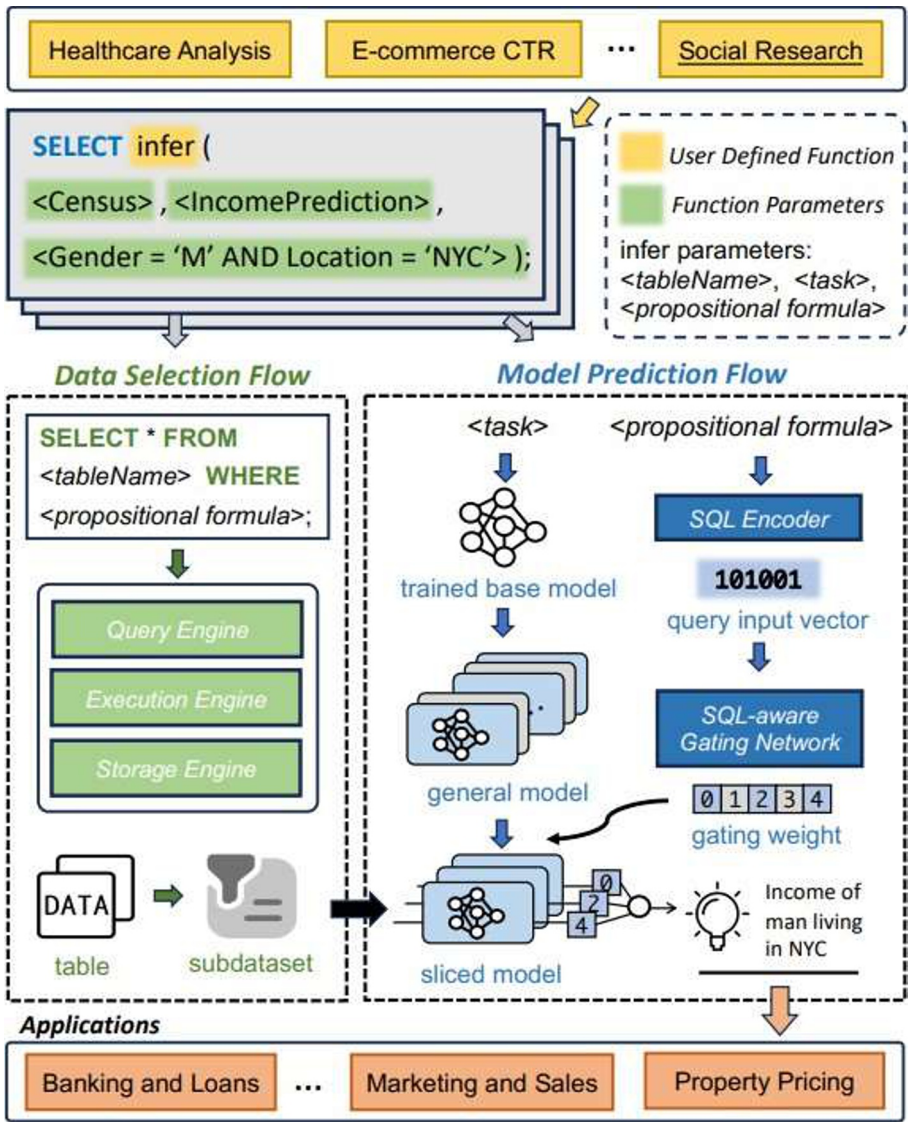 Healthcare Analysis
E-commerce CTR
...
Social Research
SELECT infer (
<Census> , <IncomePrediction> ,
<Gender = ‘M’ AND Location = ‘NYC’> );
User Defined Function
Function Parameters
infer parameters:
<tableName>, <task>,
<propositional formula>
Data Selection Flow
SELECT * FROM
<tableName> WHERE
<propositional formula>;
Query Engine
Execution Engine
Storage Engine
DATA
table
subdataset
Model Prediction Flow
<task>
<propositional formula>
SQL Encoder
trained base model
101001
query input vector
SQL-aware
Gating Network
general model
0 1 2 3 4
gating weight
0
2
4
sliced model
Income of
man living
in NYC
Applications
Banking and Loans
...
Marketing and Sales
Property Pricing